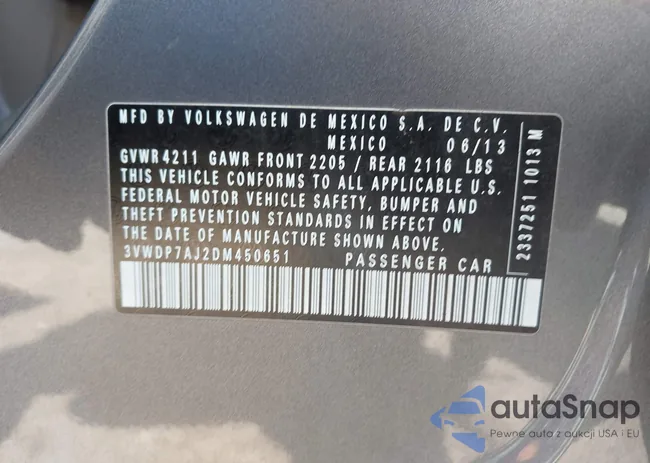 MFD BY VOLKSWAGEN DE MEXICO S.A. DE C.V.
MEXICO 06/13
GVWR 4211 GAWR FRONT 2205 / REAR 2116 LBS
THIS VEHICLE CONFORMS TO ALL APPLICABLE U.S.
FEDERAL MOTOR VEHICLE SAFETY, BUMPER AND
THEFT PREVENTION STANDARDS IN EFFECT ON
THE DATE OF MANUFACTURE SHOWN ABOVE.
3VWDP7AJ2DM450651 PASSENGER CAR
2337251 1013 M
autaSnap
Pewne auta z aukcji USA i EU